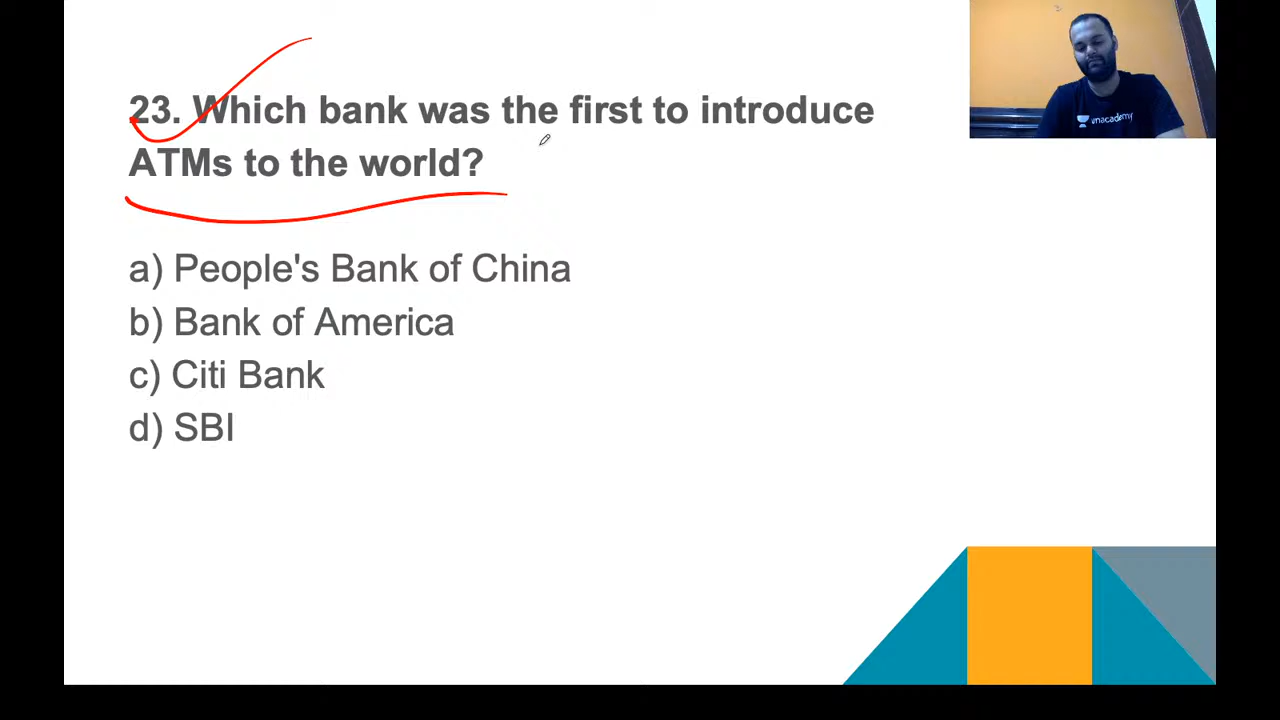 23. Which bank was the first to introduce
ATMs to the world?
a) People's Bank of China
b) Bank of America
c) Citi Bank
d) SBI
unacademy